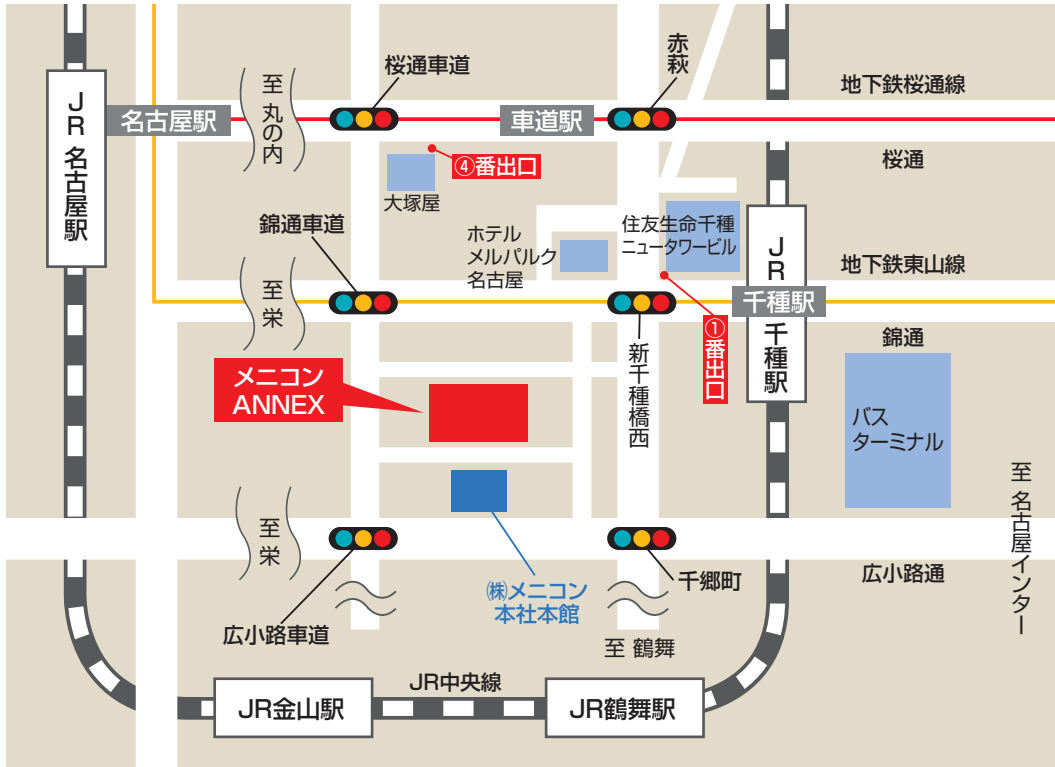 桜通車道
赤萩
至 丸の内
地下鉄桜通線
JR 名古屋駅
名古屋駅
車道駅
桜通
④番出口
大塚屋
錦通車道
ホテル
メルパルク
名古屋
住友生命千種
ニュータワービル
JR 千種駅
地下鉄東山線
至 栄
千種駅
①番出口
新千種橋西
錦通
メニコン
ANNEX
バス
ターミナル
至 名古屋インター
至 栄
㈱メニコン
本社本館
千郷町
広小路通
広小路車道
至 鶴舞
JR中央線
JR金山駅
JR鶴舞駅